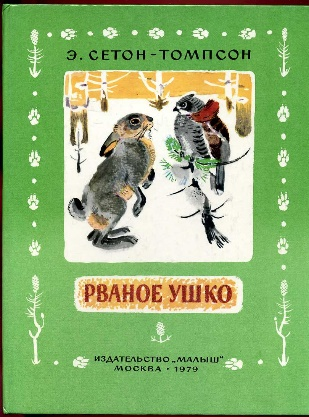 Э. СЕТОН-ТОМПСОН
РВАНОЕ УШКО
ИЗДАТЕЛЬСТВО „МАЛЫШ"
МОСКВА • 1979